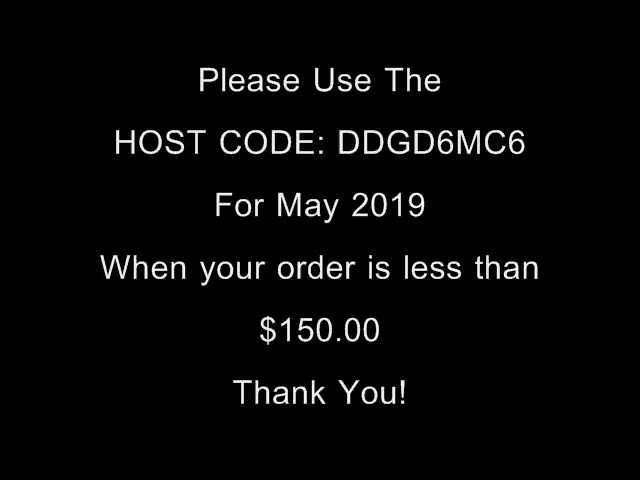 Please Use The
HOST CODE: DDGD6MC6
For May 2019
When your order is less than
$150.00
Thank You!